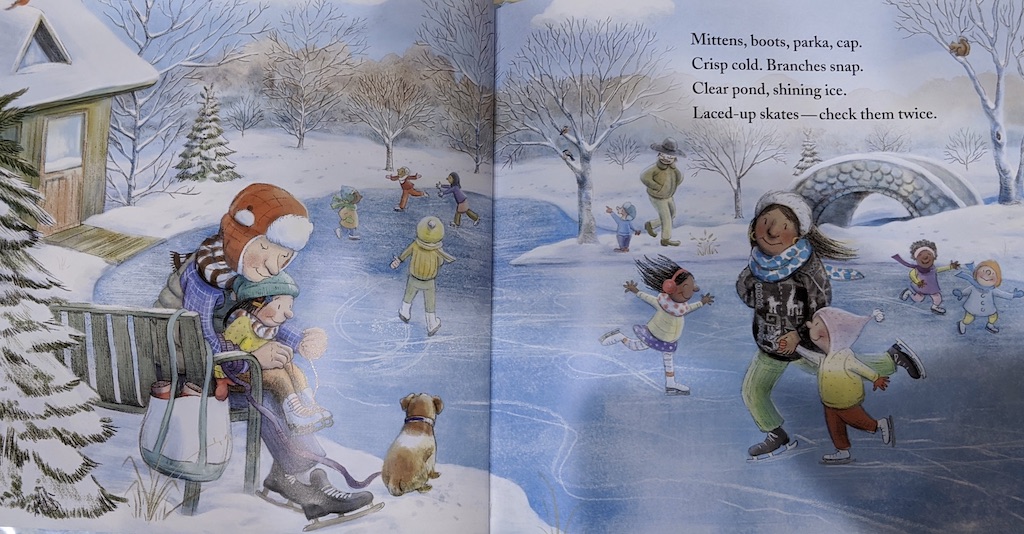 Mittens, boots, parka, cap.
Crisp cold. Branches snap.
Clear pond, shining ice.
Laced-up skates — check them twice.